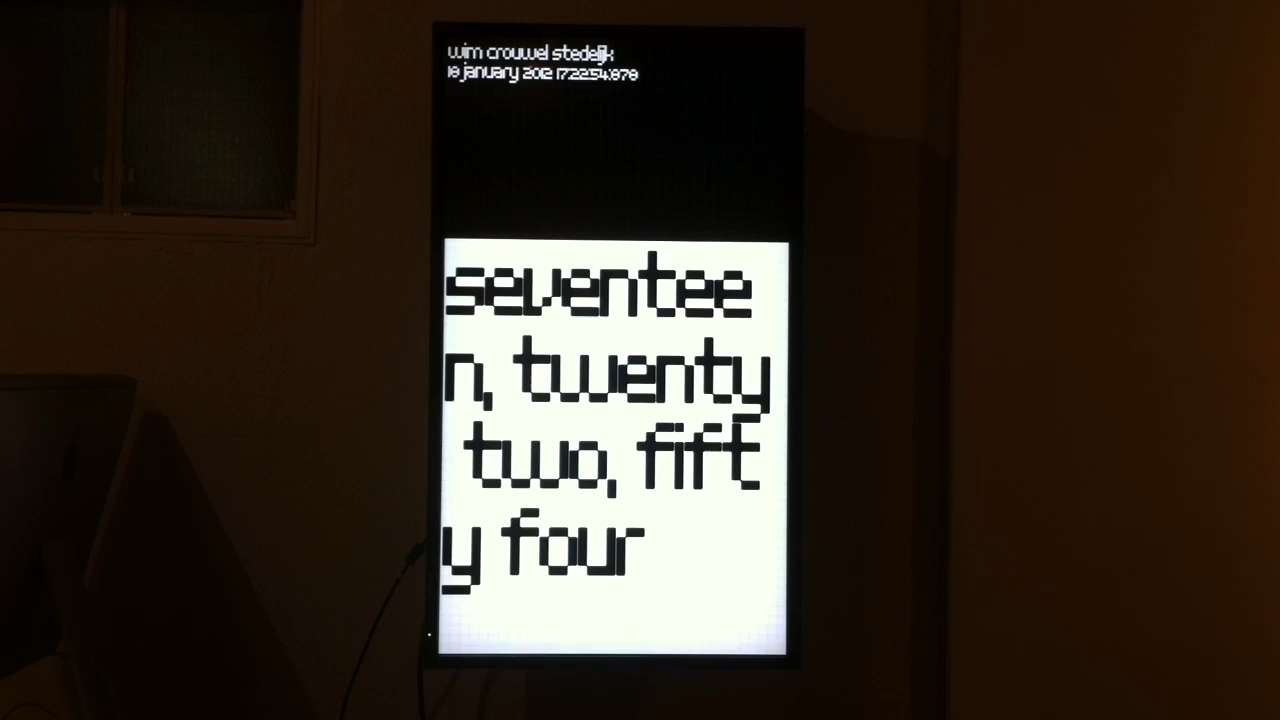 wim crouwel stedelijk
18 january 2012 17:22:54:878
seventee
n, twenty
two, fift
y four